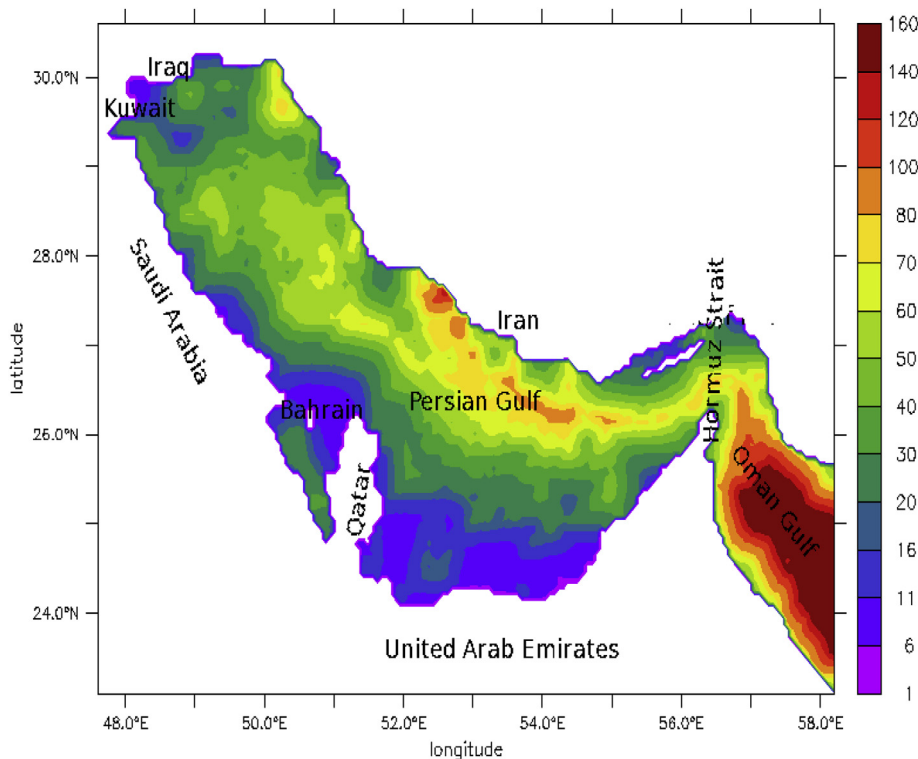 160
140
120
100
80
70
60
50
40
30
20
16
11
6
1
30.0°N
28.0°N
26.0°N
24.0°N
latitude
Iraq
Kuwait
Saudi Arabia
Iran
Hormuz Strait
Bahrain
Persian Gulf
Qatar
Oman Gulf
United Arab Emirates
48.0°E 50.0°E 52.0°E 54.0°E 56.0°E 58.0°E
longitude